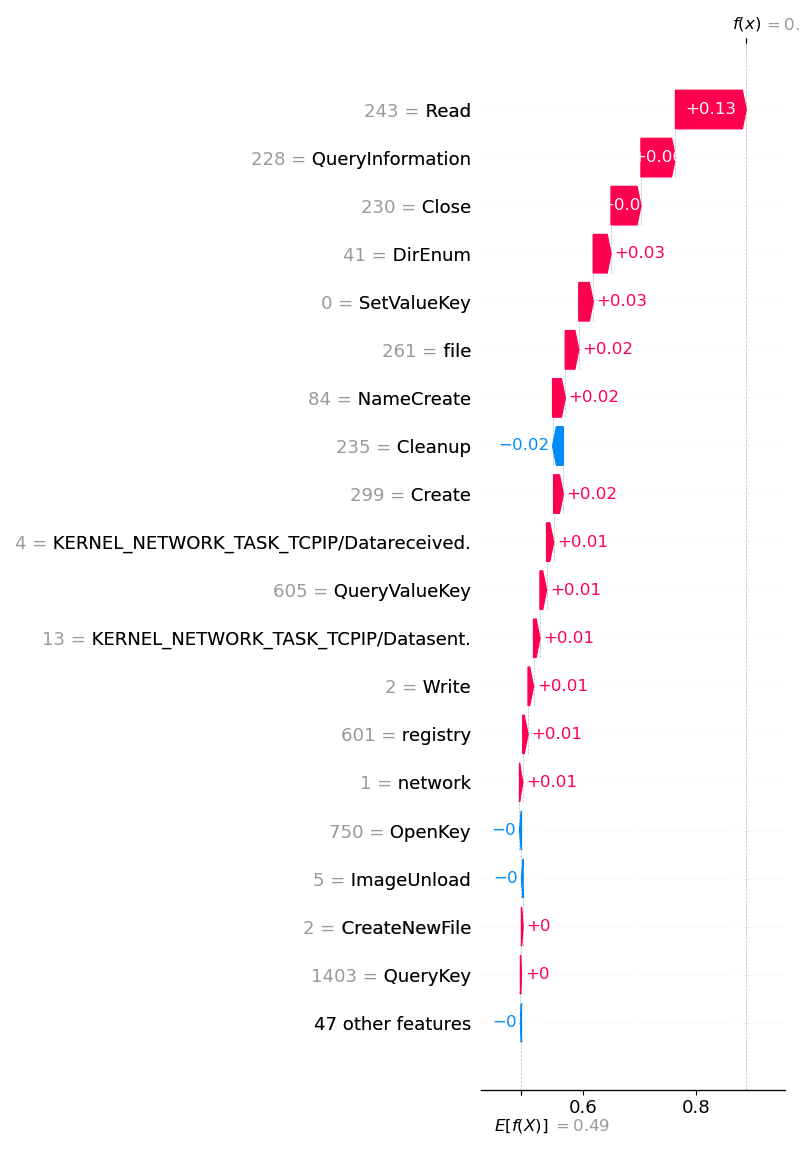 f(x) = 0.
243 = Read
+0.13
228 = QueryInformation
230 = Close
41 = DirEnum
+0.03
0 = SetValueKey
+0.03
261 = file
+0.02
84 = NameCreate
+0.02
235 = Cleanup
−0.02
299 = Create
+0.02
4 = KERNEL_NETWORK_TASK_TCPIP/Datareceived.
+0.01
605 = QueryValueKey
+0.01
13 = KERNEL_NETWORK_TASK_TCPIP/Datasent.
+0.01
2 = Write
+0.01
601 = registry
+0.01
1 = network
+0.01
750 = OpenKey
−0
5 = ImageUnload
−0
2 = CreateNewFile
+0
1403 = QueryKey
+0
47 other features
−0
0.6
0.8
E[f(X)] = 0.49